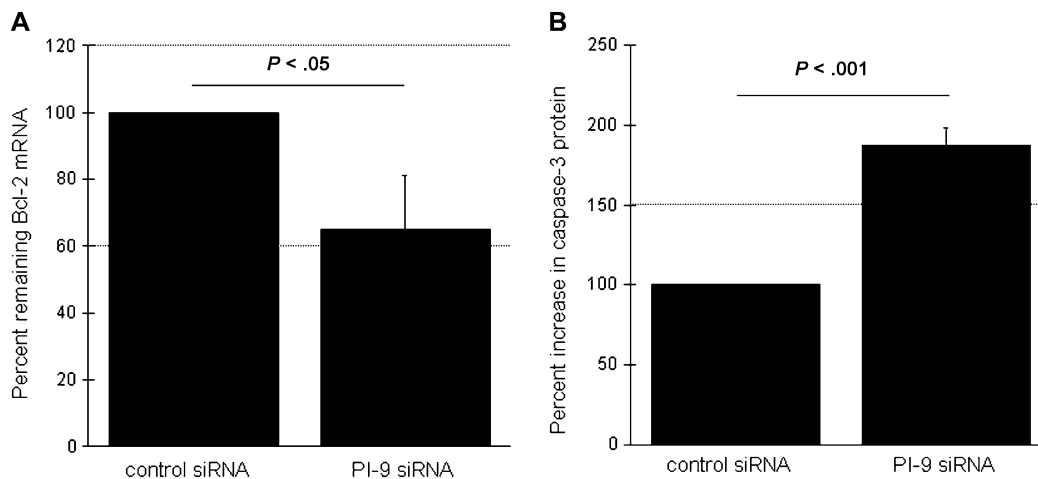 A
Percent remaining Bcl-2 mRNA
120
100
80
60
40
20
0
P < .05
control siRNA
PI-9 siRNA
B
Percent increase in caspase-3 protein
250
200
150
100
50
0
P < .001
control siRNA
PI-9 siRNA